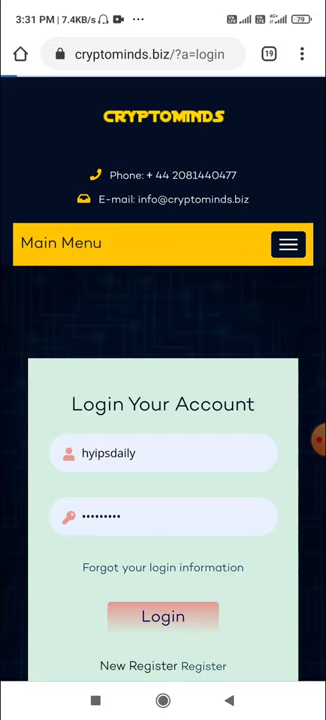 3:31 PM | 7.4KB/s ...
79
cryptominds.biz/?a=login
19
CRYPTOMINDS
Phone: + 44 2081440477
E-mail: info@cryptominds.biz
Main Menu
Login Your Account
hyipsdaily
•••••••••
Forgot your login information
Login
New Register Register